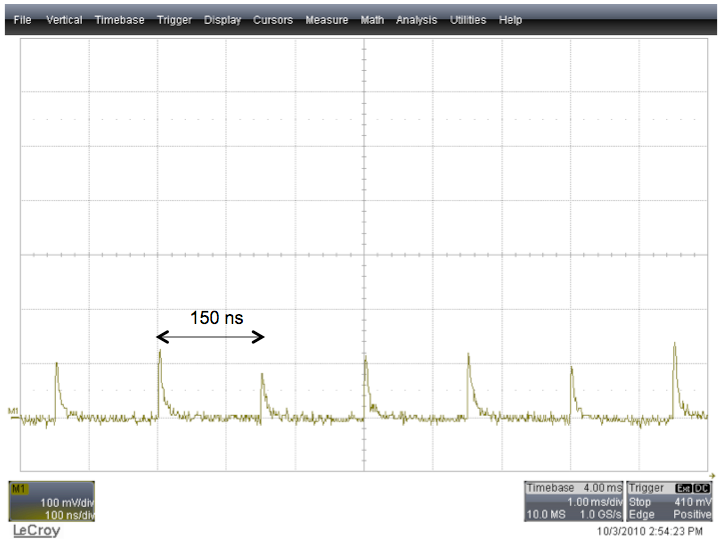 File Vertical Timebase Trigger Display Cursors Measure Math Analysis Utilities Help
150 ns
M1
M1
100 mV/div
100 ns/div
Timebase 4.00 ms
1.00 ms/div
10.0 MS 1.0 GS/s
Trigger Ext DC
Stop 410 mV
Edge Positive
LeCroy
10/3/2010 2:54:23 PM